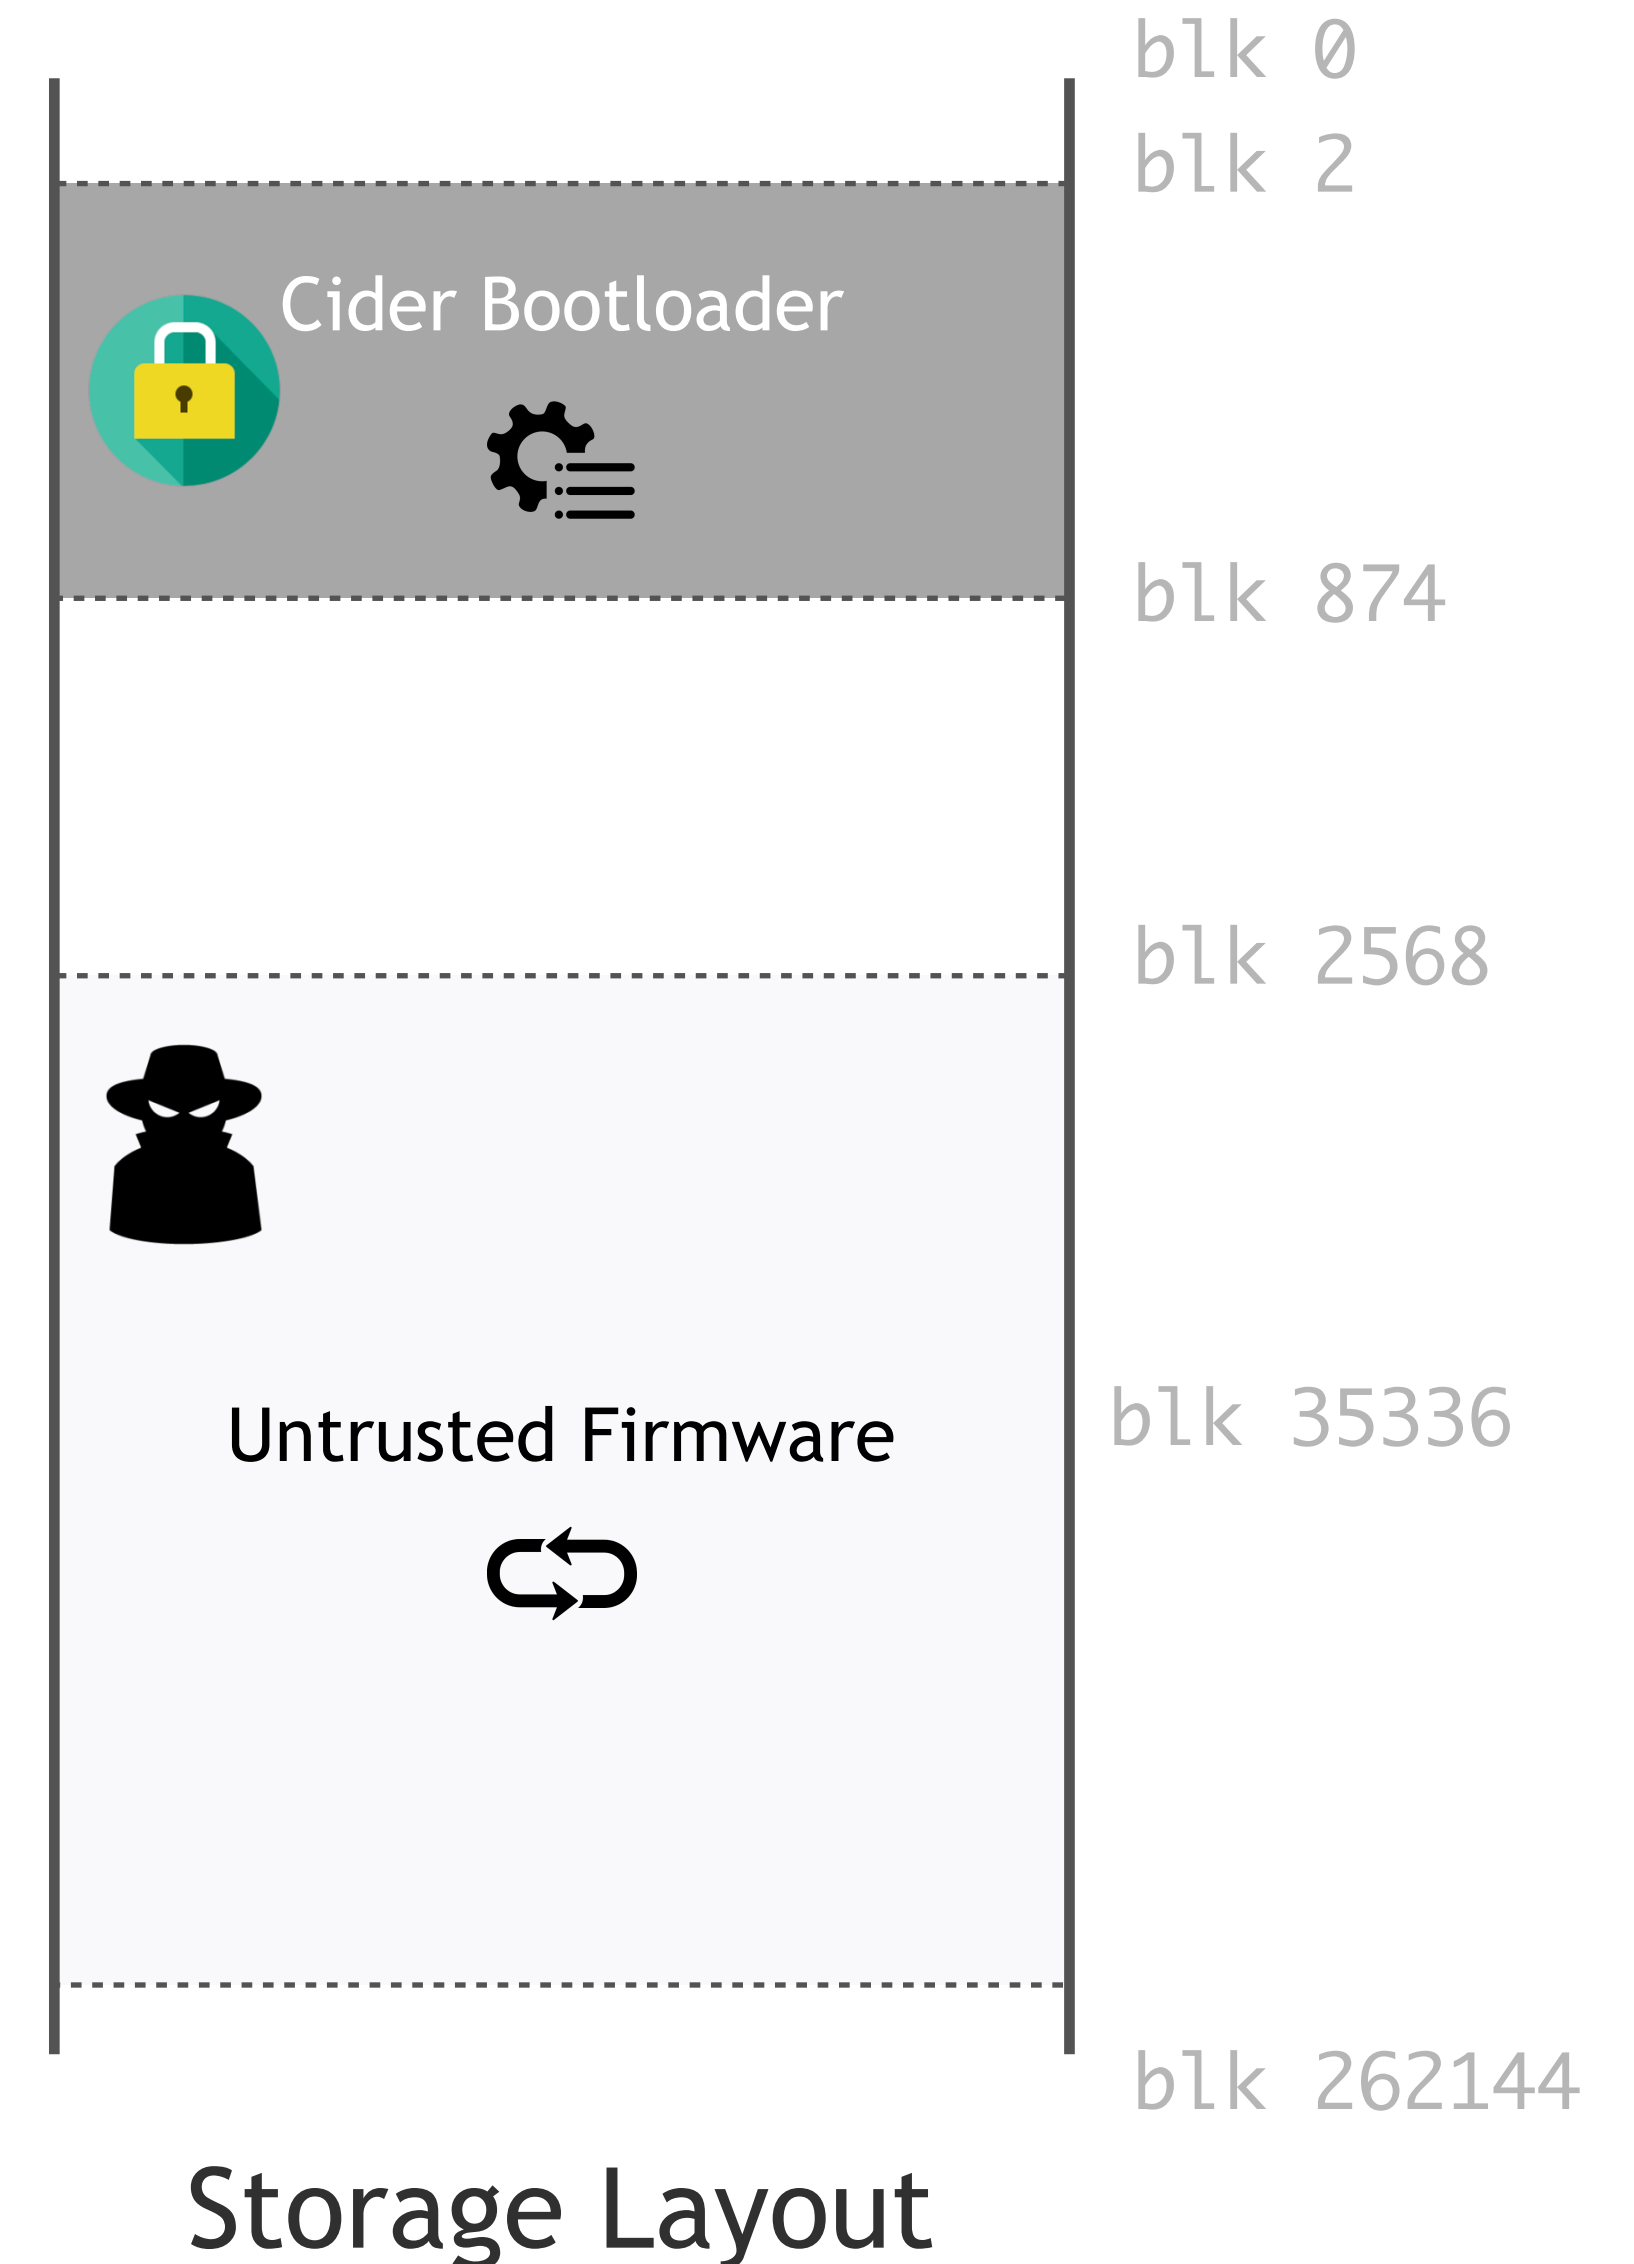 blk 0
blk 2
Cider Bootloader
blk 874
blk 2568
blk 35336
Untrusted Firmware
blk 262144
Storage Layout